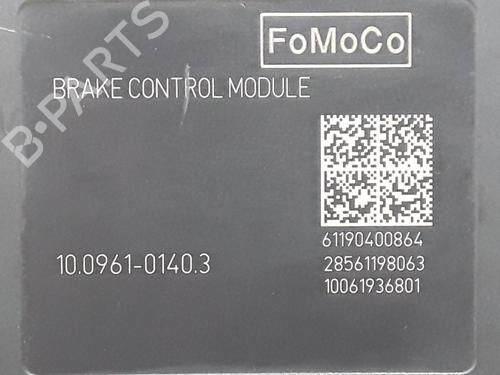 FoMoCo
B-PARTS
BRAKE CONTROL MODULE
61190400864
10.0961-0140.3
28561198063
10061936801